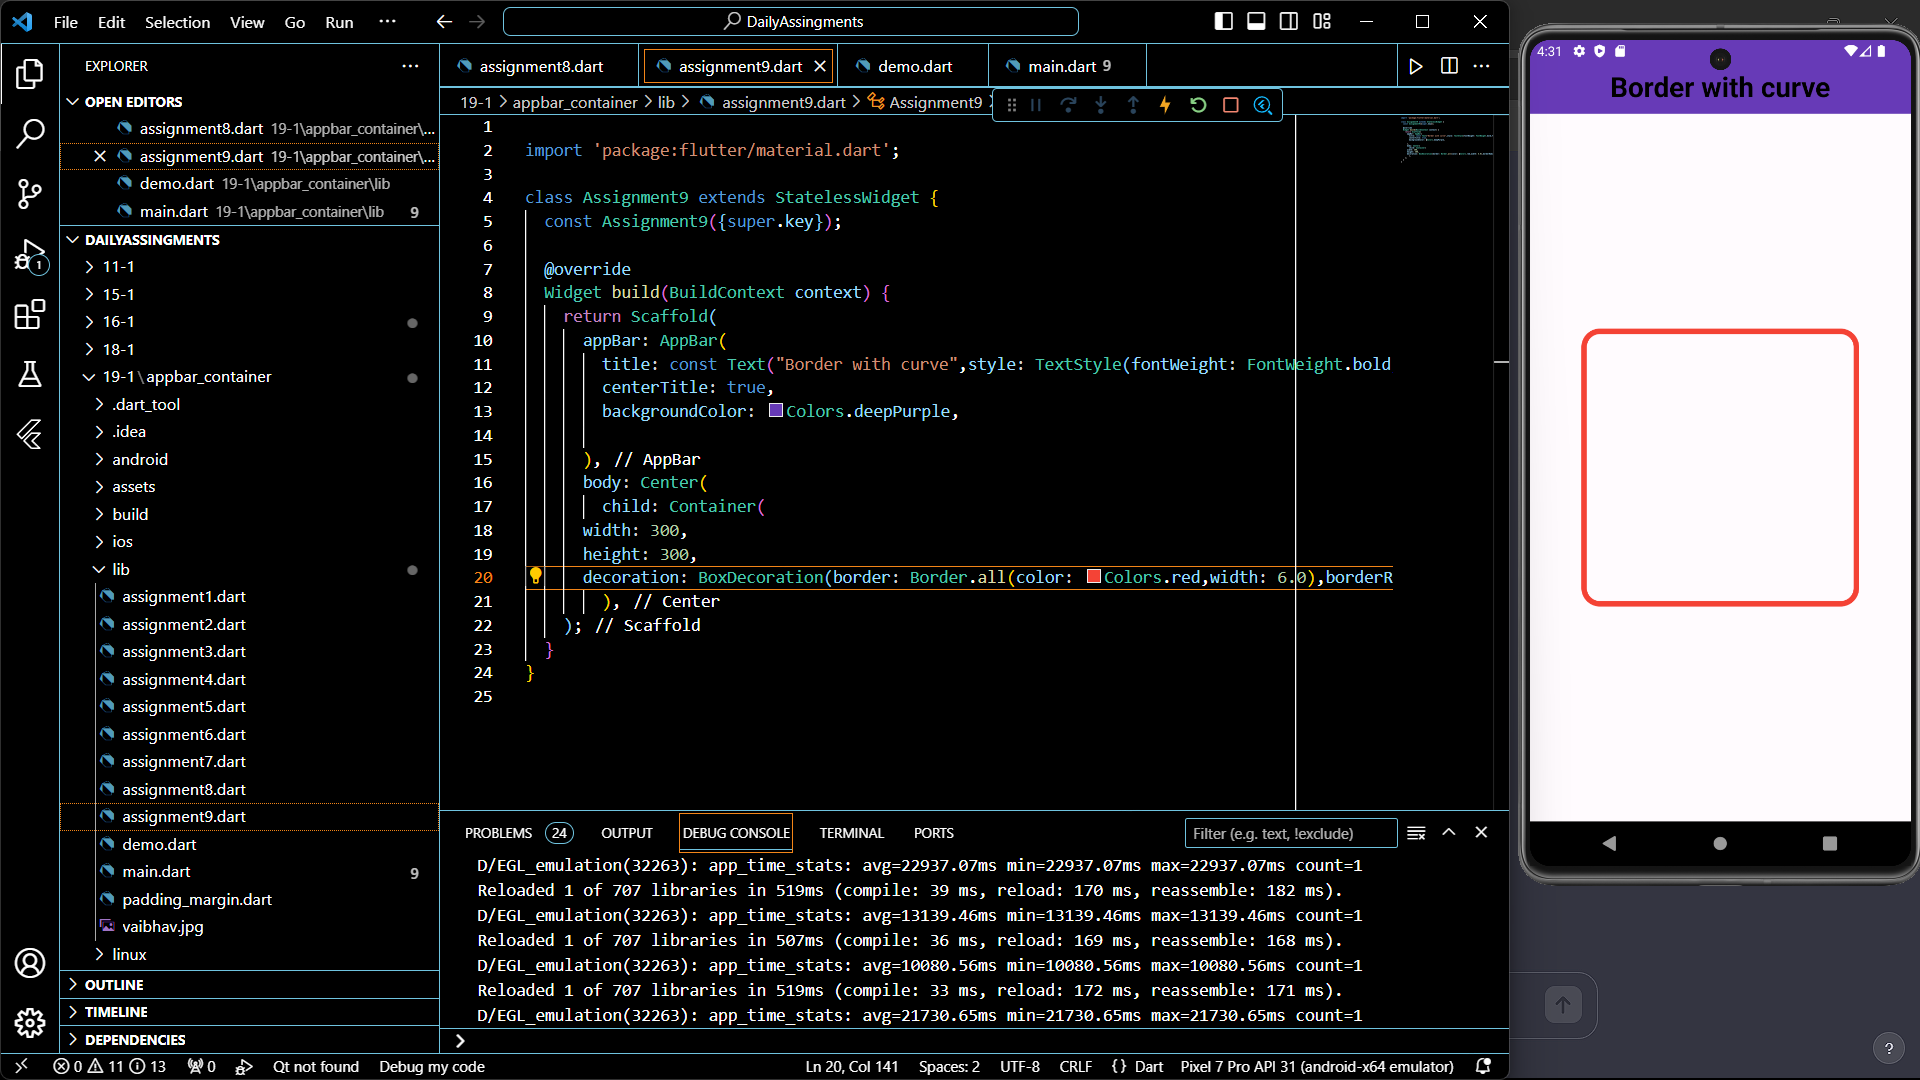 File Edit Selection View Go Run ··· DailyAssingments
EXPLORER
OPEN EDITORS
assignment8.dart 19-1\appbar_container\...
assignment9.dart 19-1\appbar_container\...
demo.dart 19-1\appbar_container\lib
main.dart 19-1\appbar_container\lib 9
DAILYASSINGMENTS
11-1
15-1
16-1
18-1
19-1\appbar_container
.dart_tool
.idea
android
assets
build
ios
lib
assignment1.dart
assignment2.dart
assignment3.dart
assignment4.dart
assignment5.dart
assignment6.dart
assignment7.dart
assignment8.dart
assignment9.dart
demo.dart
main.dart 9
padding_margin.dart
vaibhav.jpg
linux
OUTLINE
TIMELINE
DEPENDENCIES
1
assignment8.dart assignment9.dart demo.dart main.dart 9
19-1 > appbar_container > lib > assignment9.dart > Assignment9
1
2 import 'package:flutter/material.dart';
3
4 class Assignment9 extends StatelessWidget {
5 const Assignment9({super.key});
6
7 @override
8 Widget build(BuildContext context) {
9 return Scaffold(
10 appBar: AppBar(
11 title: const Text("Border with curve",style: TextStyle(fontWeight: FontWeight.bold
12 centerTitle: true,
13 backgroundColor: Colors.deepPurple,
14
15 ), // AppBar
16 body: Center(
17 child: Container(
18 width: 300,
19 height: 300,
20 decoration: BoxDecoration(border: Border.all(color: Colors.red,width: 6.0),borderR
21 ), // Center
22 ); // Scaffold
23 }
24 }
25
PROBLEMS 24 OUTPUT DEBUG CONSOLE TERMINAL PORTS Filter (e.g. text, !exclude)
D/EGL_emulation(32263): app_time_stats: avg=22937.07ms min=22937.07ms max=22937.07ms count=1
Reloaded 1 of 707 libraries in 519ms (compile: 39 ms, reload: 170 ms, reassemble: 182 ms).
D/EGL_emulation(32263): app_time_stats: avg=13139.46ms min=13139.46ms max=13139.46ms count=1
Reloaded 1 of 707 libraries in 507ms (compile: 36 ms, reload: 169 ms, reassemble: 168 ms).
D/EGL_emulation(32263): app_time_stats: avg=10080.56ms min=10080.56ms max=10080.56ms count=1
Reloaded 1 of 707 libraries in 519ms (compile: 33 ms, reload: 172 ms, reassemble: 171 ms).
D/EGL_emulation(32263): app_time_stats: avg=21730.65ms min=21730.65ms max=21730.65ms count=1
>
0 11 13 0 Qt not found Debug my code Ln 20, Col 141 Spaces: 2 UTF-8 CRLF {} Dart Pixel 7 Pro API 31 (android-x64 emulator)
4:31
Border with curve
?